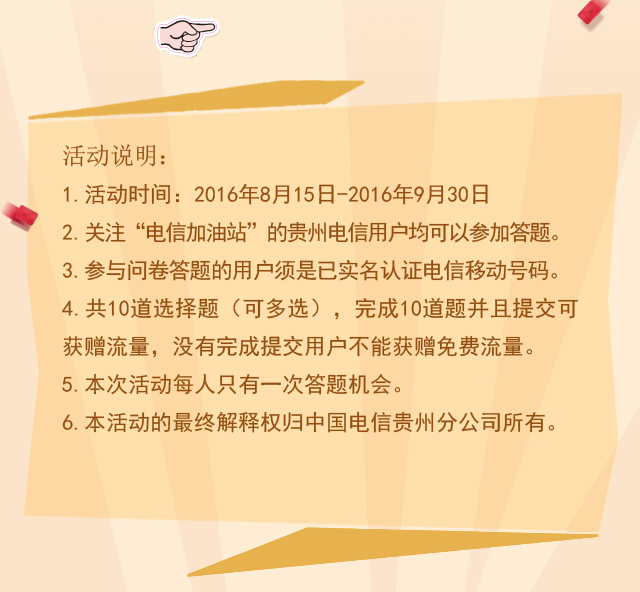 活动说明：
1.活动时间：2016年8月15日-2016年9月30日
2.关注“电信加油站”的贵州电信用户均可以参加答题。
3.参与问卷答题的用户须是已实名认证电信移动号码。
4.共10道选择题（可多选），完成10道题并且提交可
获赠流量，没有完成提交用户不能获赠免费流量。
5.本次活动每人只有一次答题机会。
6.本活动的最终解释权归中国电信贵州分公司所有。